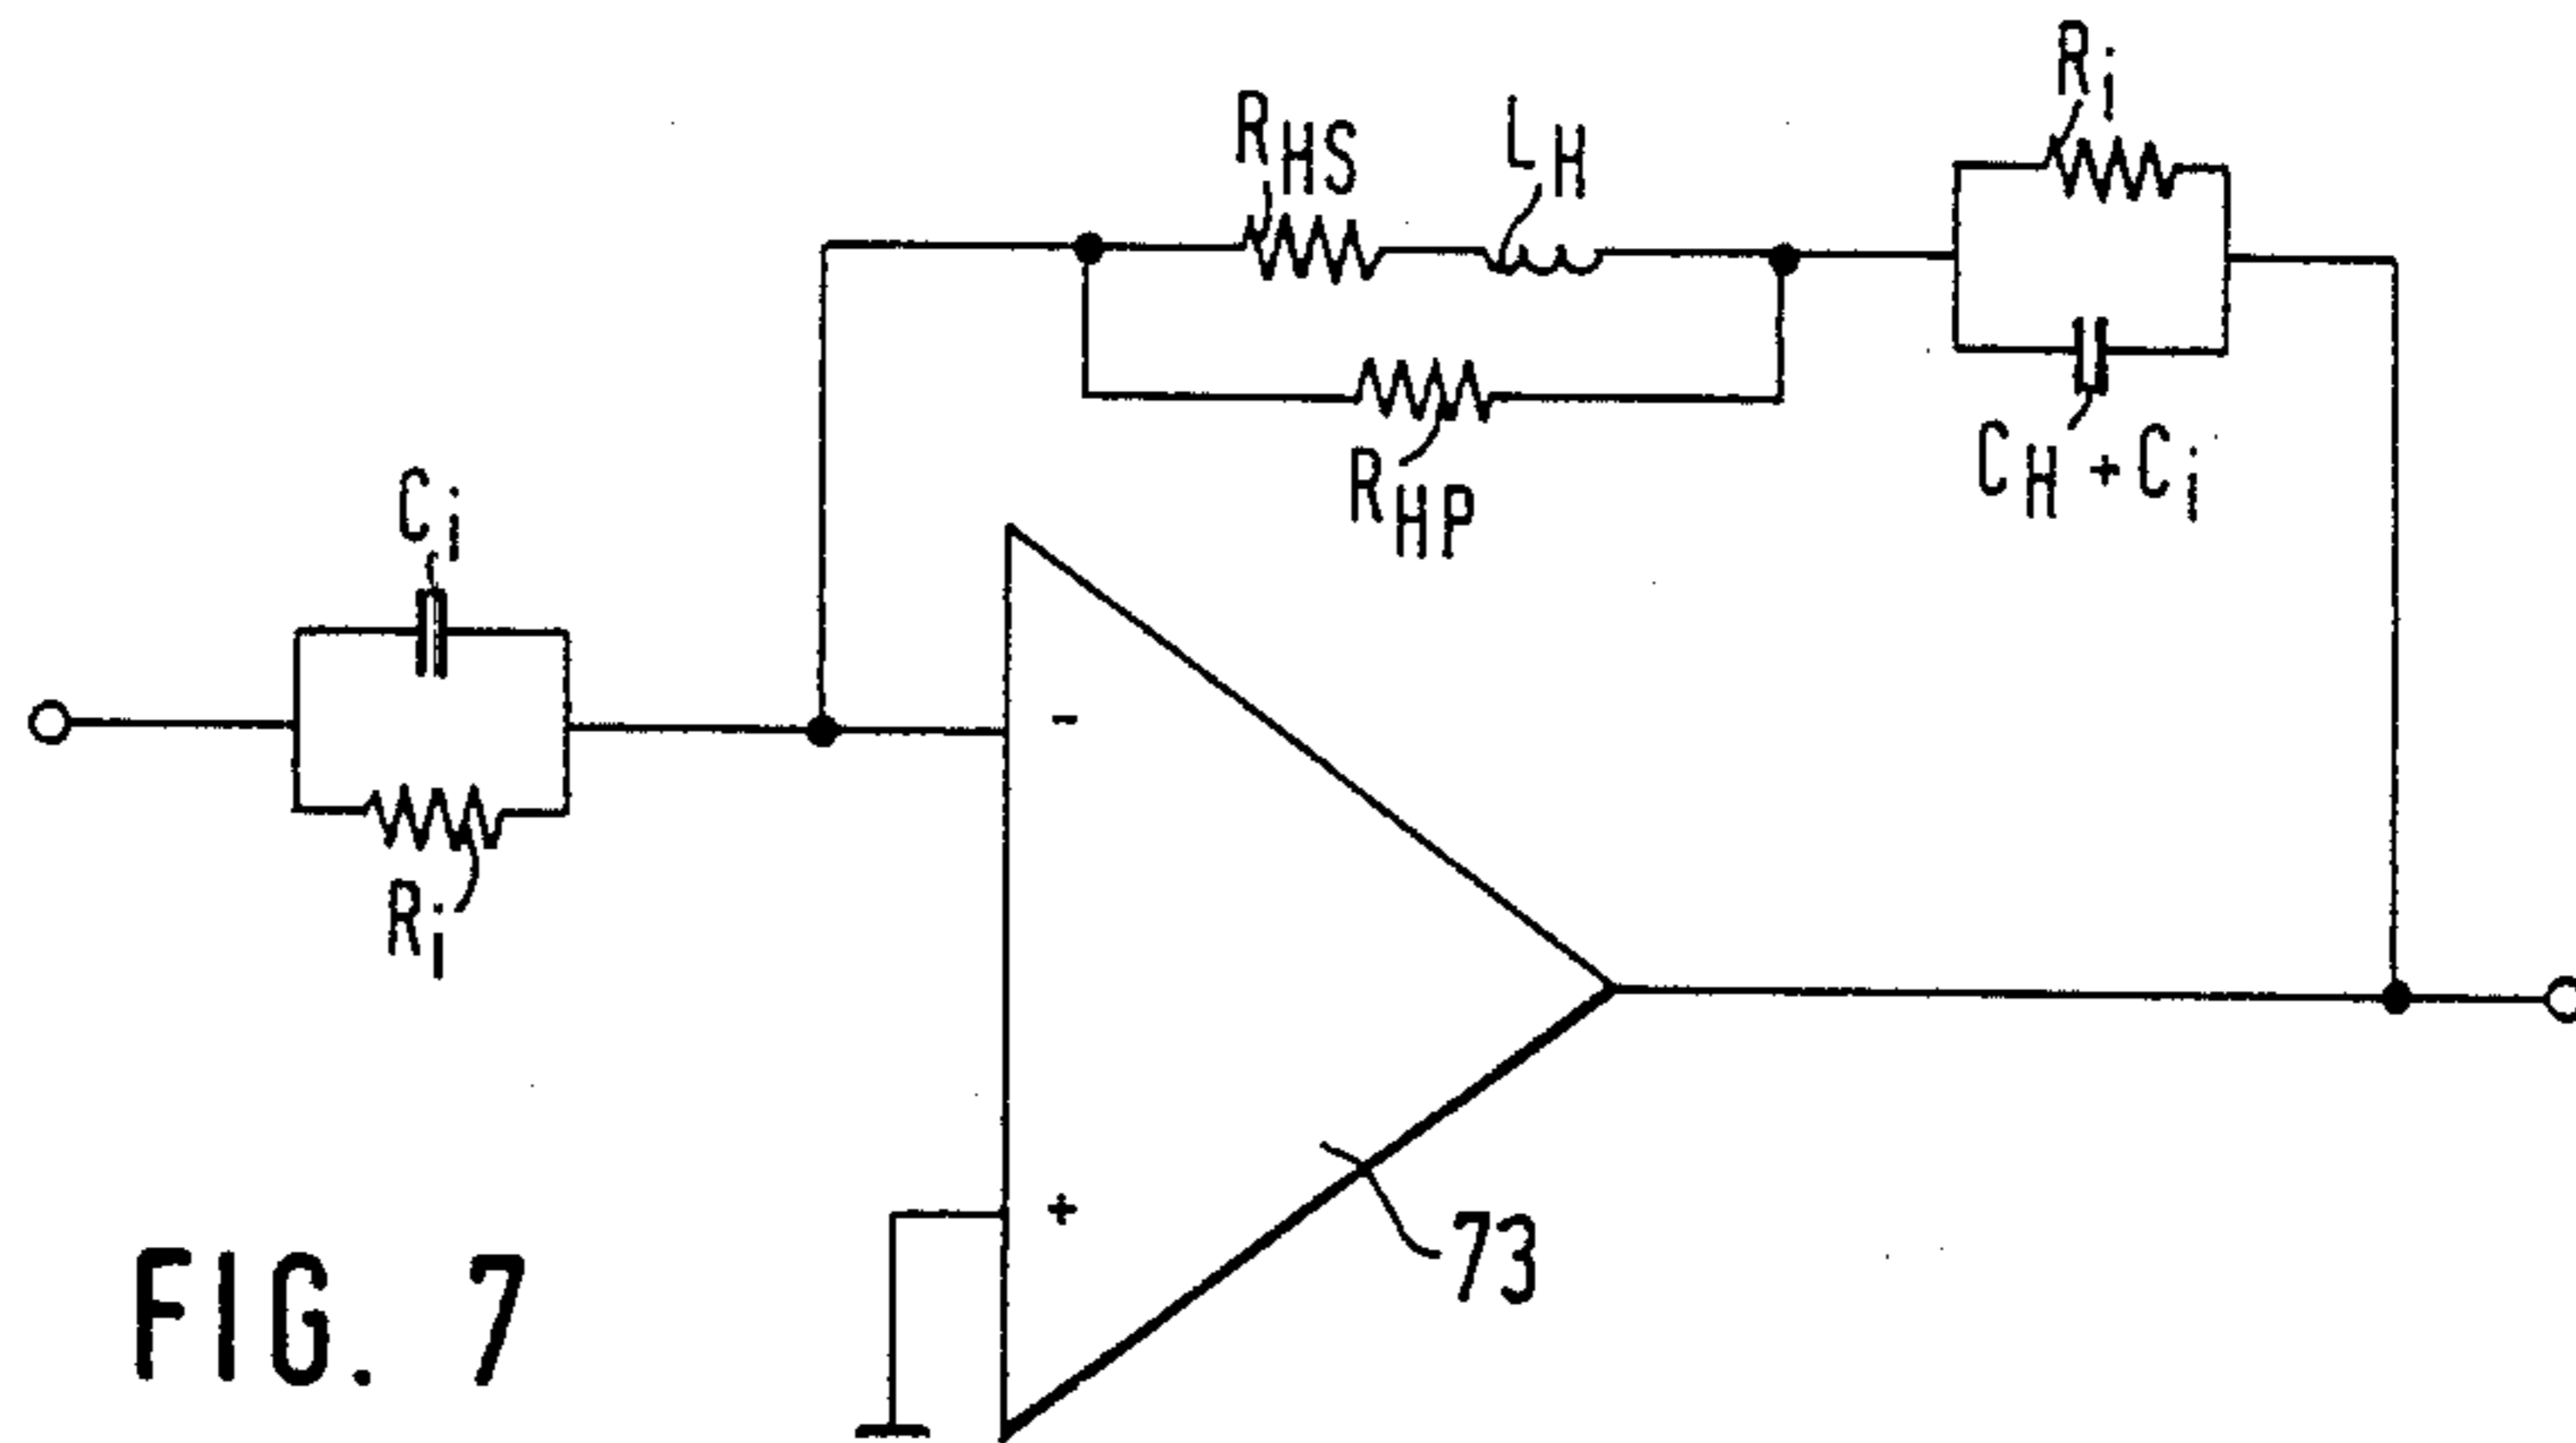 Ri
RHS
LH
CH + Ci
RHP
Ci
-
Ri
+
73
FIG. 7